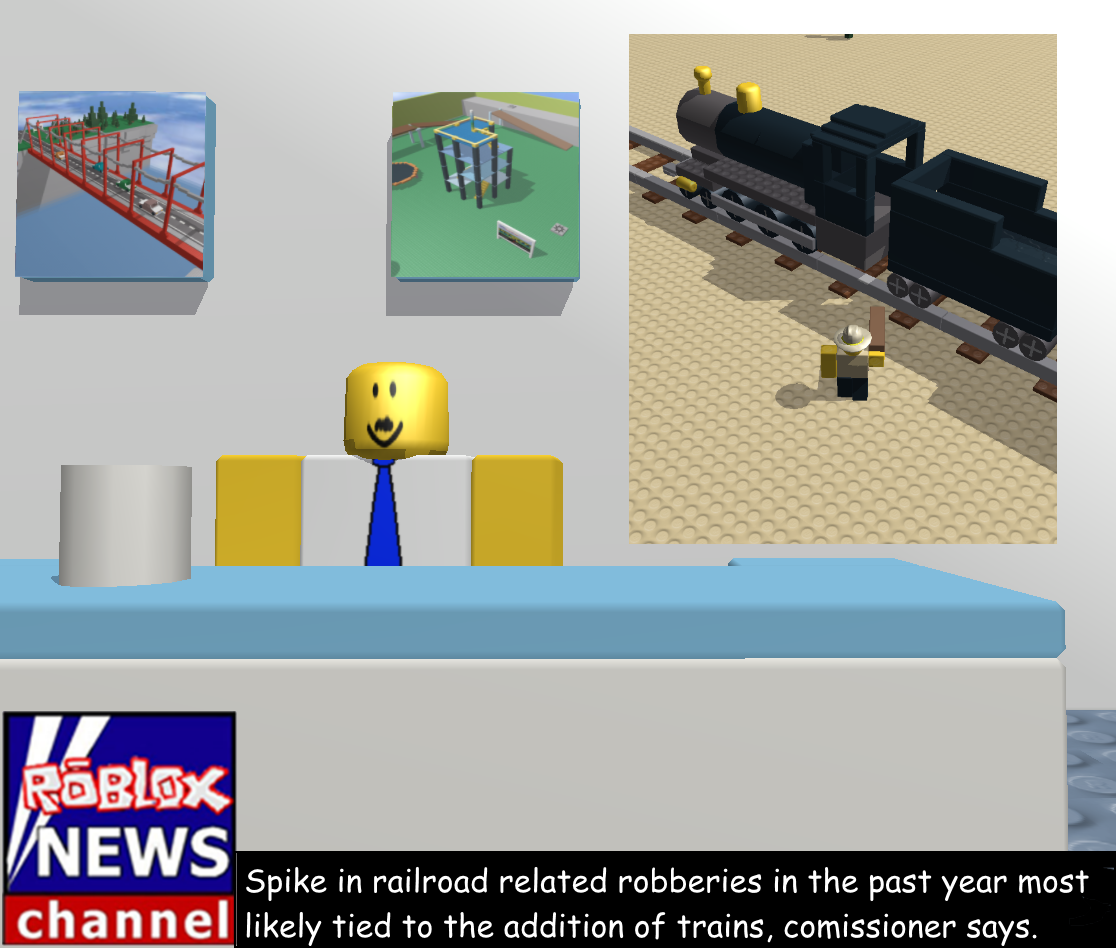 RŌBLOX
NEWS
channel
Spike in railroad related robberies in the past year most
likely tied to the addition of trains, comissioner says.